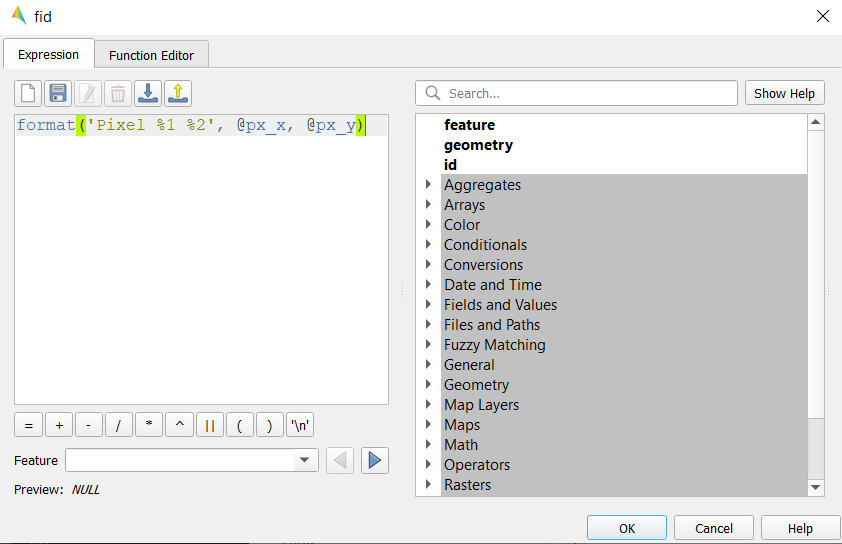 fid
Expression
Function Editor
format('Pixel %1 %2', @px_x, @px_y)
= + - / * ^ || ( ) '\n'
Feature
Preview: NULL
Search...
Show Help
feature
geometry
id
Aggregates
Arrays
Color
Conditionals
Conversions
Date and Time
Fields and Values
Files and Paths
Fuzzy Matching
General
Geometry
Map Layers
Maps
Math
Operators
Rasters
OK
Cancel
Help